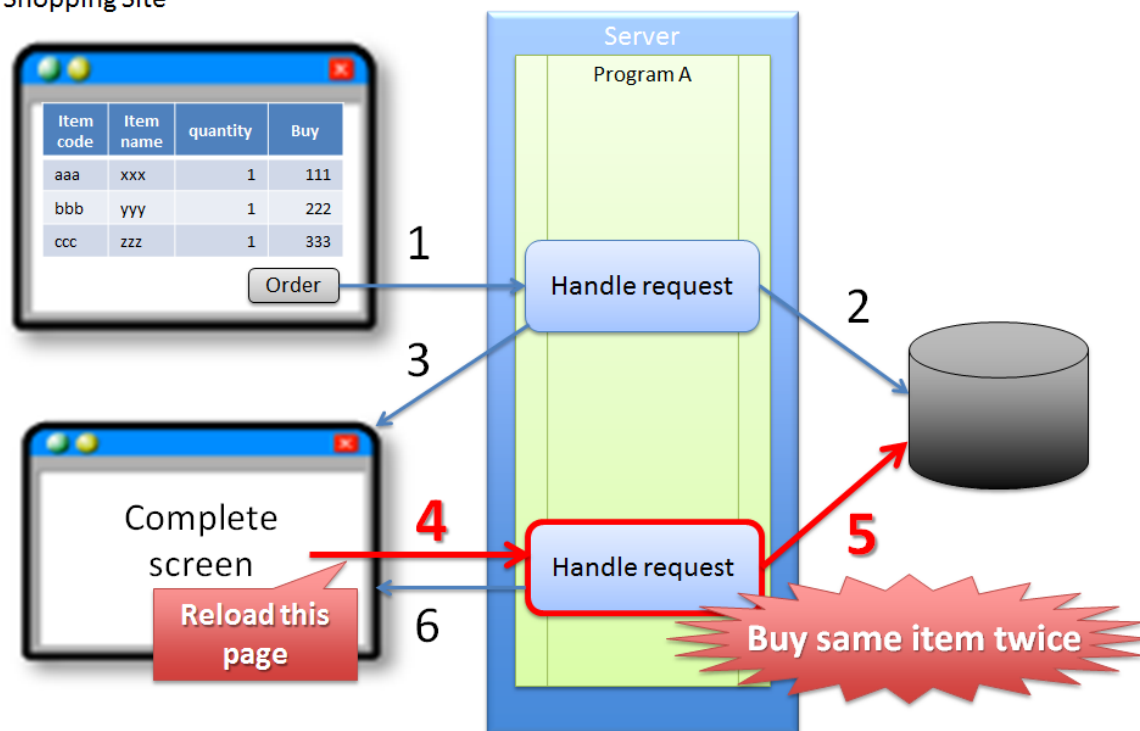 Shopping Site
Server
Program A
Item code
Item name
quantity
Buy
aaa xxx 1 111
bbb yyy 1 222
ccc zzz 1 333
Order
1
Handle request
2
3
Complete
screen
4
Handle request
5
Reload this
page
6
Buy same item twice